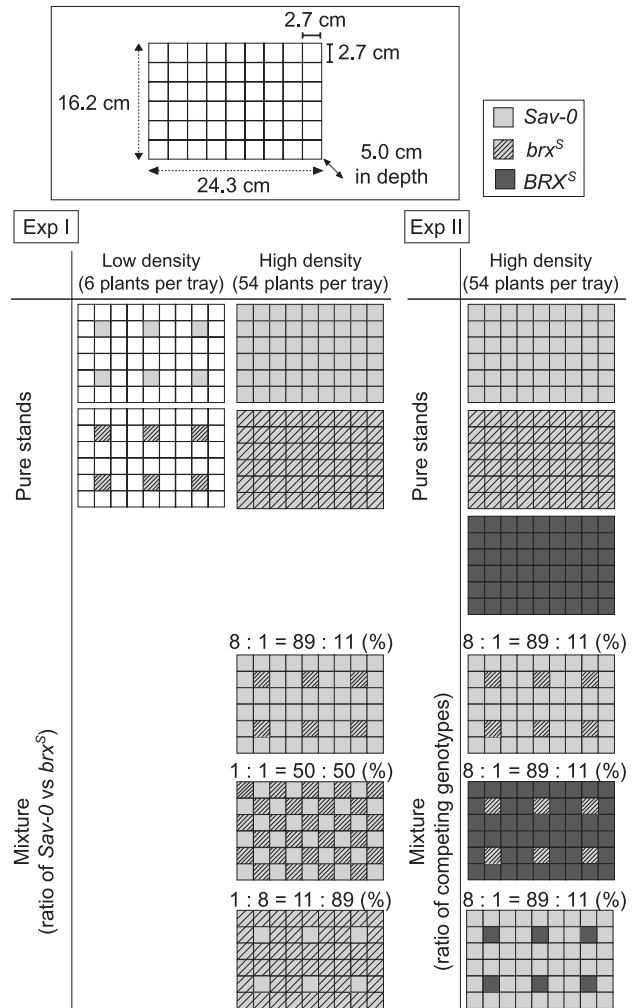 2.7 cm
2.7 cm
16.2 cm
24.3 cm
5.0 cm
in depth
Sav-0
brxS
BRXS
Exp I
Low density
(6 plants per tray)
High density
(54 plants per tray)
Pure stands
Mixture
(ratio of Sav-0 vs brxS)
8 : 1 = 89 : 11 (%)
1 : 1 = 50 : 50 (%)
1 : 8 = 11 : 89 (%)
Exp II
High density
(54 plants per tray)
Pure stands
Mixture
(ratio of competing genotypes)
8 : 1 = 89 : 11 (%)
8 : 1 = 89 : 11 (%)
8 : 1 = 89 : 11 (%)